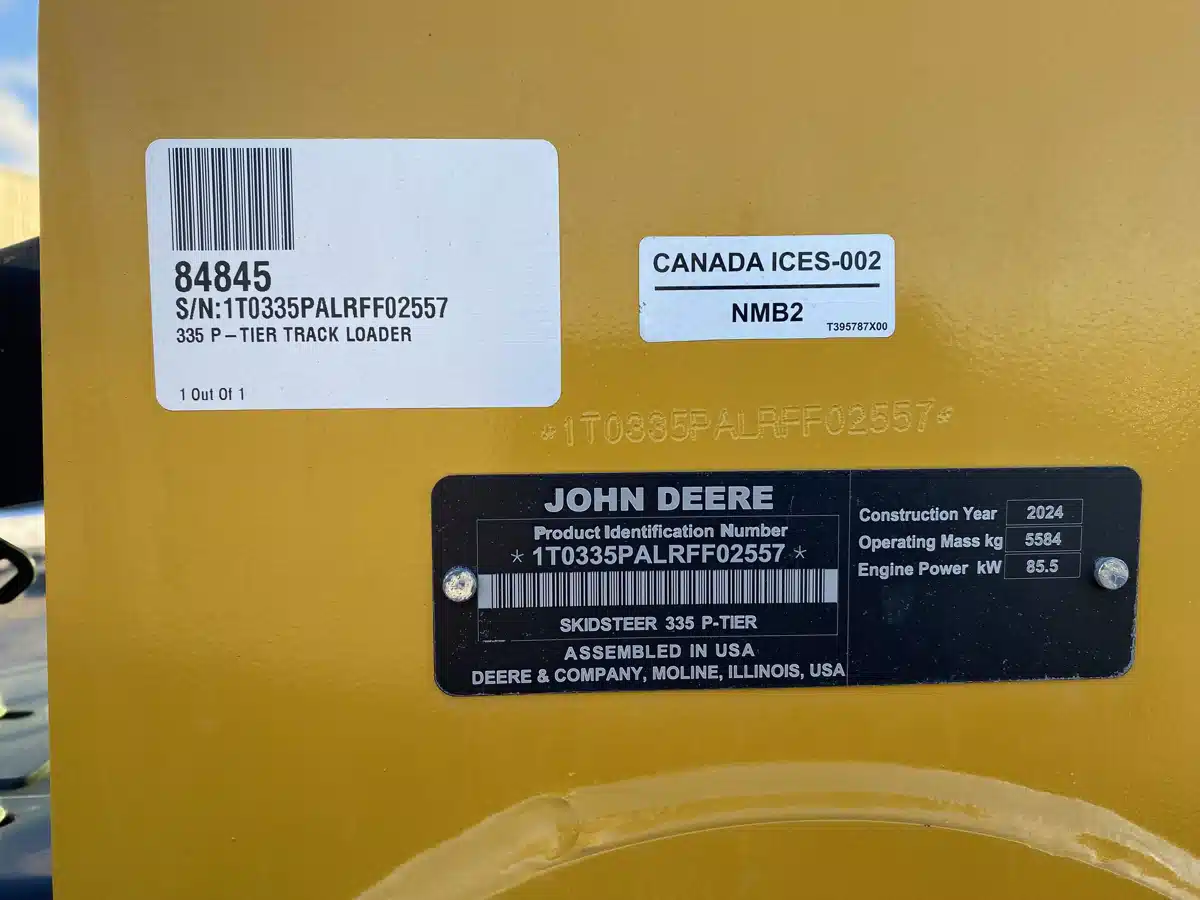 84845
S/N:1T0335PALRFF02557
335 P-TIER TRACK LOADER
1 Out Of 1
CANADA ICES-002
NMB2
T395787X00
*1T0335PALRFF02557*
JOHN DEERE
Product Identification Number
*1T0335PALRFF02557*
SKIDSTEER 335 P-TIER
ASSEMBLED IN USA
DEERE & COMPANY, MOLINE, ILLINOIS, USA
Construction Year 2024
Operating Mass kg 5584
Engine Power kW 85.5